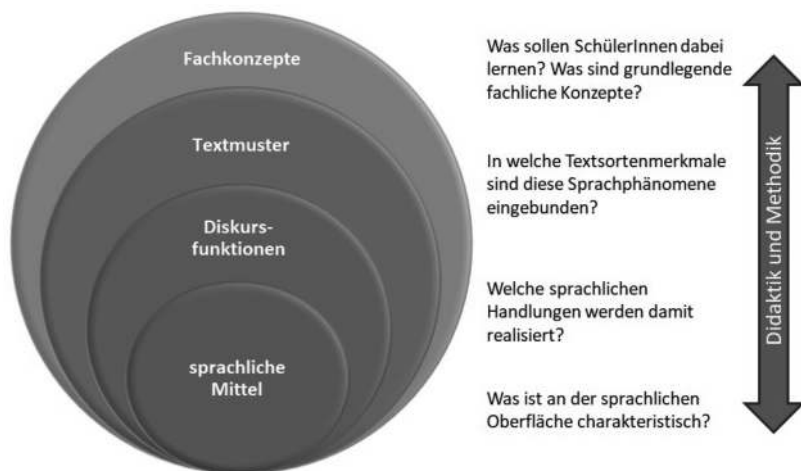 Fachkonzepte
Was sollen SchülerInnen dabei
lernen? Was sind grundlegende
fachliche Konzepte?
Textmuster
In welche Textsortenmerkmale
sind diese Sprachphänomene
eingebunden?
Diskurs-
funktionen
Welche sprachlichen
Handlungen werden damit
realisiert?
sprachliche
Mittel
Was ist an der sprachlichen
Oberfläche charakteristisch?
Didaktik und Methodik